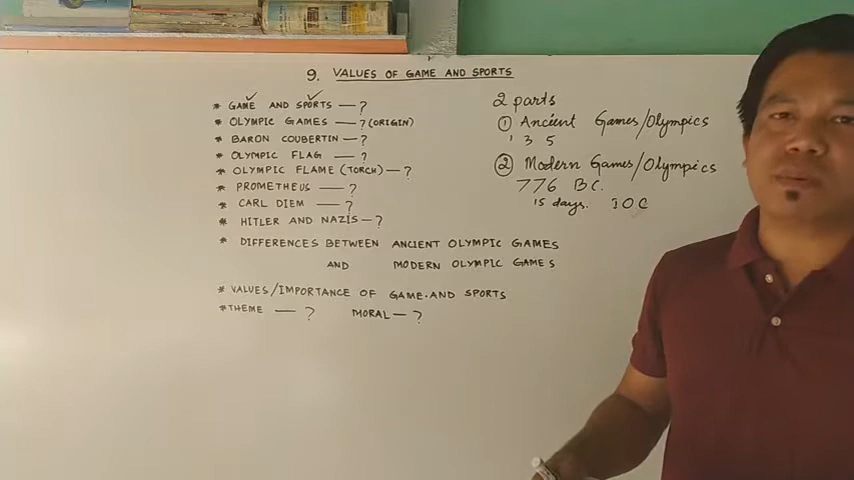 9. VALUES OF GAME AND SPORTS
* GAME AND SPORTS — ?
* OLYMPIC GAMES — ? (ORIGIN)
* BARON COUBERTIN — ?
* OLYMPIC FLAG — ?
* OLYMPIC FLAME (TORCH) — ?
* PROMETHEUS — ?
* CARL DIEM — ?
* HITLER AND NAZIS — ?
* DIFFERENCES BETWEEN ANCIENT OLYMPIC GAMES
AND MODERN OLYMPIC GAMES
* VALUES/IMPORTANCE OF GAME AND SPORTS
* THEME — ? MORAL — ?
2 parts
① Ancient Games/Olympics
1 3 5
② Modern Games/Olympics
776 BC.
15 days. IOC